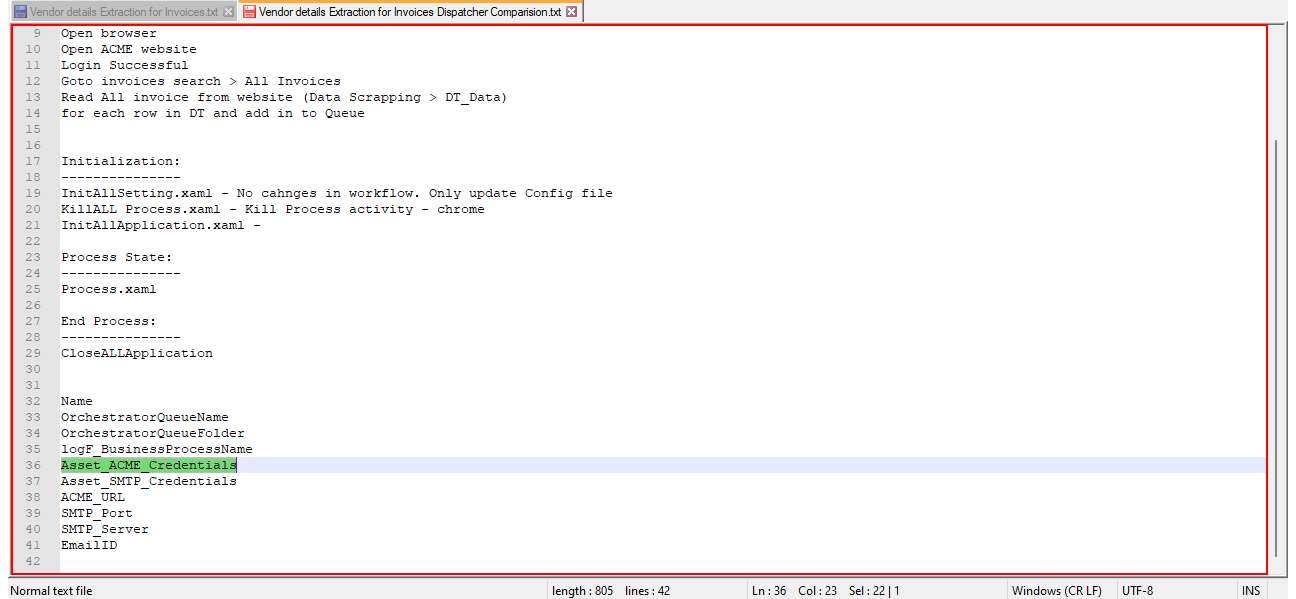 Vendor details Extraction for Invoices.txt
Vendor details Extraction for Invoices Dispatcher Comparision.txt
9 Open browser
10 Open ACME website
11 Login Successful
12 Goto invoices search > All Invoices
13 Read All invoice from website (Data Scrapping > DT_Data)
14 for each row in DT and add in to Queue
15
16
17 Initialization:
18 ---------------
19 InitAllSetting.xaml - No cahnges in workflow. Only update Config file
20 KillALL Process.xaml - Kill Process activity - chrome
21 InitAllApplication.xaml -
22
23 Process State:
24 ---------------
25 Process.xaml
26
27 End Process:
28 ---------------
29 CloseALLApplication
30
31
32 Name
33 OrchestratorQueueName
34 OrchestratorQueueFolder
35 logF_BusinessProcessName
36 Asset_ACME_Credentials
37 Asset_SMTP_Credentials
38 ACME_URL
39 SMTP_Port
40 SMTP_Server
41 EmailID
42
Normal text file length : 805 lines : 42 Ln : 36 Col : 23 Sel : 22 | 1 Windows (CR LF) UTF-8 INS